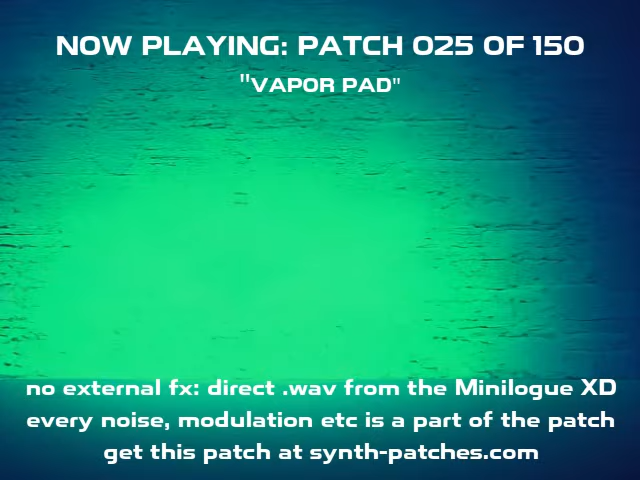 NOW PLAYING: PATCH 025 OF 150
"VAPOR PAD"
no external fx: direct .wav from the Minilogue XD
every noise, modulation etc is a part of the patch
get this patch at synth-patches.com